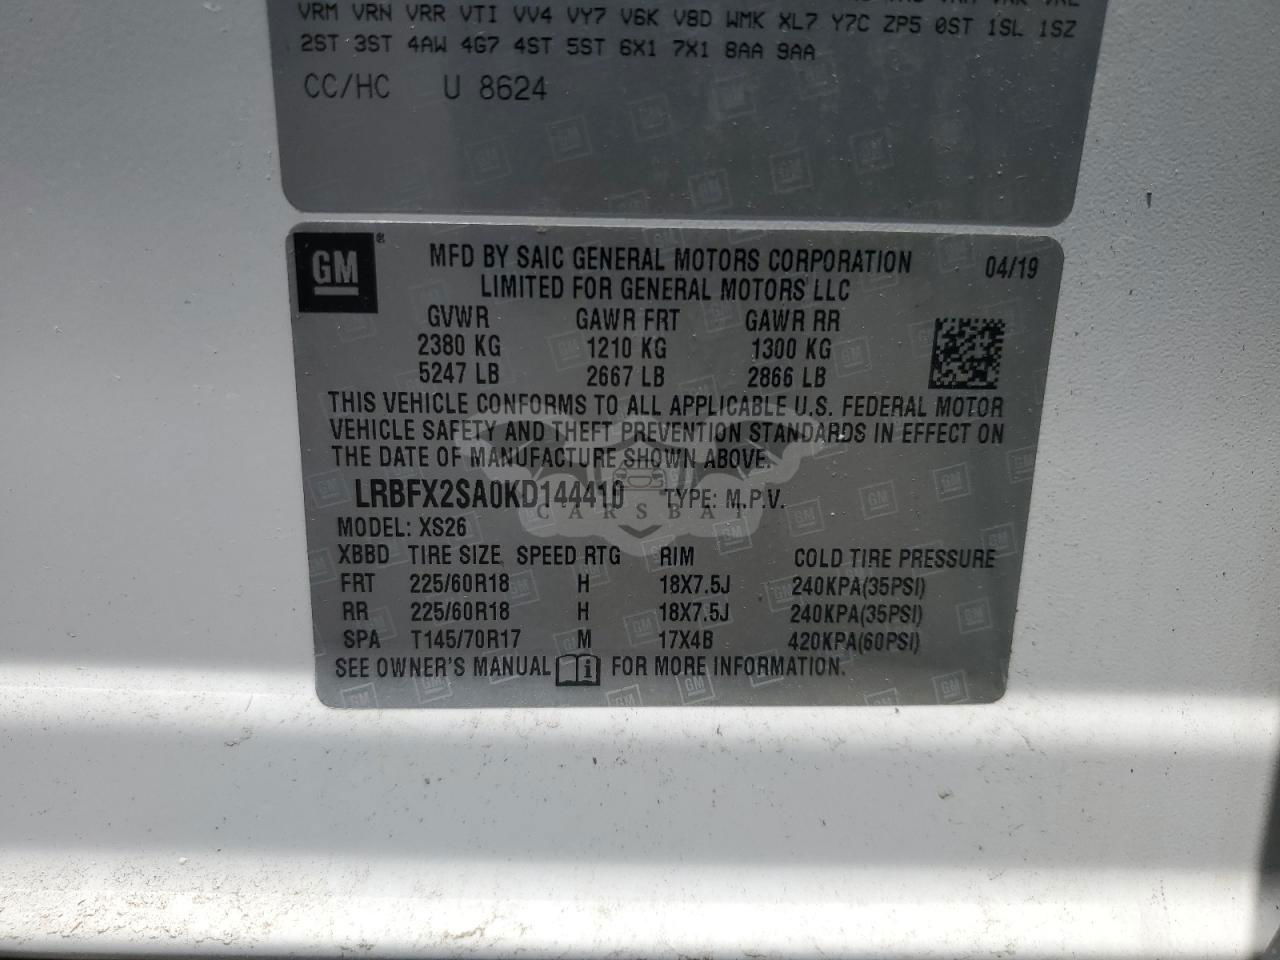 VRM VRN VRR VTI VV4 VY7 V6K V8D WMK XL7 Y7C ZP5 0ST 1SL 1SZ
2ST 3ST 4AW 4G7 4ST 5ST 6X1 7X1 8AA 9AA
CC/HC U 8624
GM®
MFD BY SAIC GENERAL MOTORS CORPORATION 04/19
LIMITED FOR GENERAL MOTORS LLC
GVWR GAWR FRT GAWR RR
2380 KG 1210 KG 1300 KG
5247 LB 2667 LB 2866 LB
THIS VEHICLE CONFORMS TO ALL APPLICABLE U.S. FEDERAL MOTOR
VEHICLE SAFETY AND THEFT PREVENTION STANDARDS IN EFFECT ON
THE DATE OF MANUFACTURE SHOWN ABOVE.
LRBFX2SA0KD144410 TYPE: M.P.V.
CARSBAT
MODEL: XS26
XBBD TIRE SIZE SPEED RTG RIM COLD TIRE PRESSURE
FRT 225/60R18 H 18X7.5J 240KPA(35PSI)
RR 225/60R18 H 18X7.5J 240KPA(35PSI)
SPA T145/70R17 M 17X4B 420KPA(60PSI)
SEE OWNER'S MANUAL i FOR MORE INFORMATION.